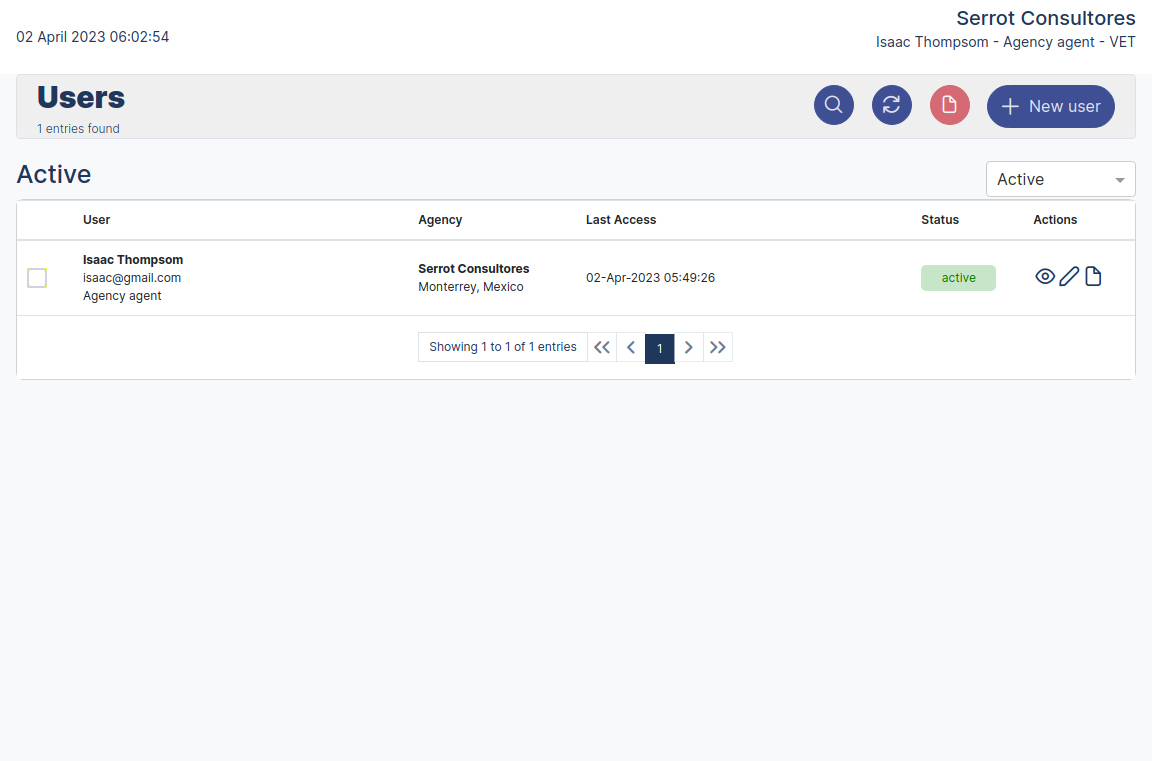 Serrot Consultores
02 April 2023 06:02:54
Isaac Thompsom - Agency agent - VET
Users
1 entries found
New user
Active
Active
User Agency Last Access Status Actions
Isaac Thompsom
isaac@gmail.com
Agency agent
Serrot Consultores
Monterrey, Mexico
02-Apr-2023 05:49:26
active
Showing 1 to 1 of 1 entries
1